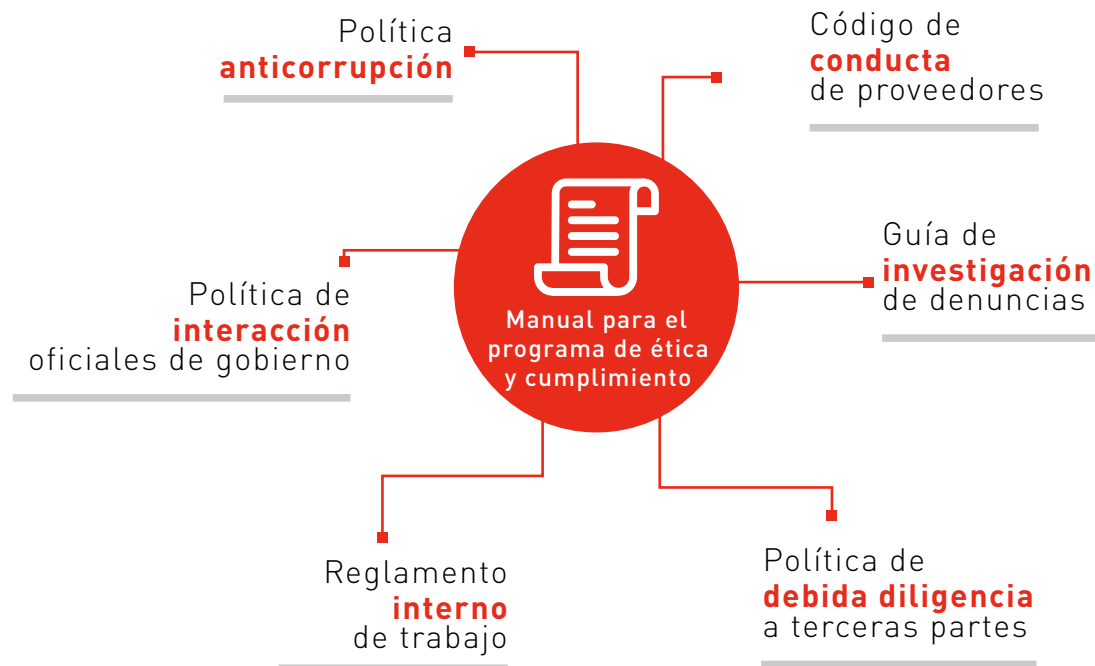 Política
anticorrupción
Código de
conducta
de proveedores
Política de
interacción
oficiales de gobierno
Manual para el
programa de ética
y cumplimiento
Guía de
investigación
de denuncias
Reglamento
interno
de trabajo
Política de
debida diligencia
a terceras partes